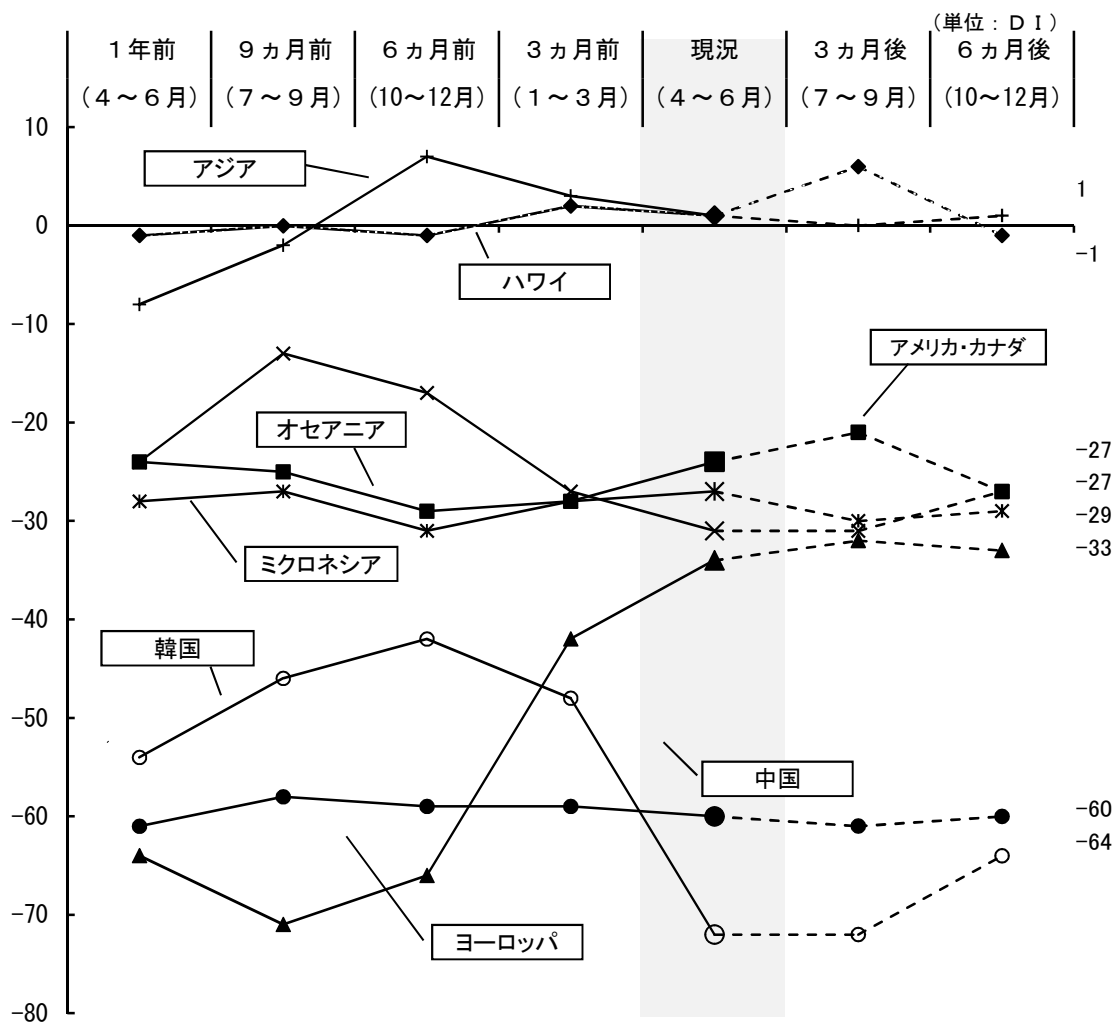 （単位：ＤＩ）
１年前 ９ヵ月前 ６ヵ月前 ３ヵ月前 現況 ３ヵ月後 ６ヵ月後
（４～６月） （７～９月） （10～12月） （１～３月） （４～６月） （７～９月） （10～12月）
10
アジア
1
0
ハワイ
-1
-10
アメリカ・カナダ
-20
オセアニア
-27
-27
-30
-29
ミクロネシア
-33
-40
韓国
-50
中国
-60
-60
-64
-70
ヨーロッパ
-80